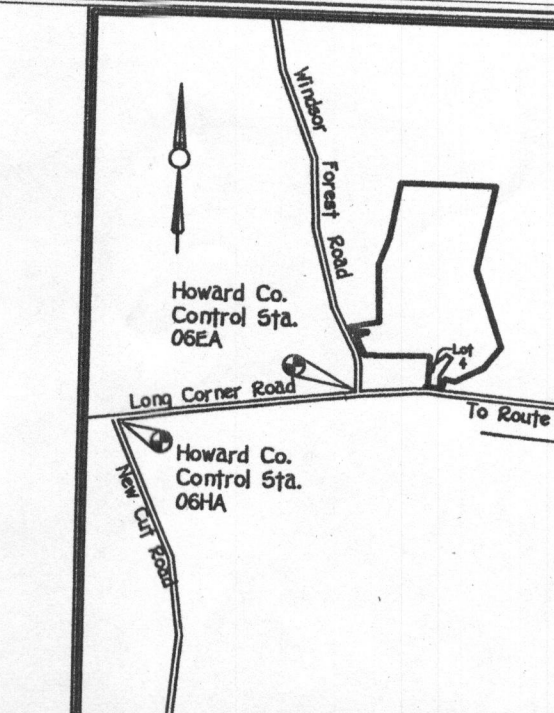 Windsor Forest Road
Howard Co.
Control Sta.
06EA
Lot
4
Long Corner Road
To Route
Howard Co.
Control Sta.
06HA
New Cut Road